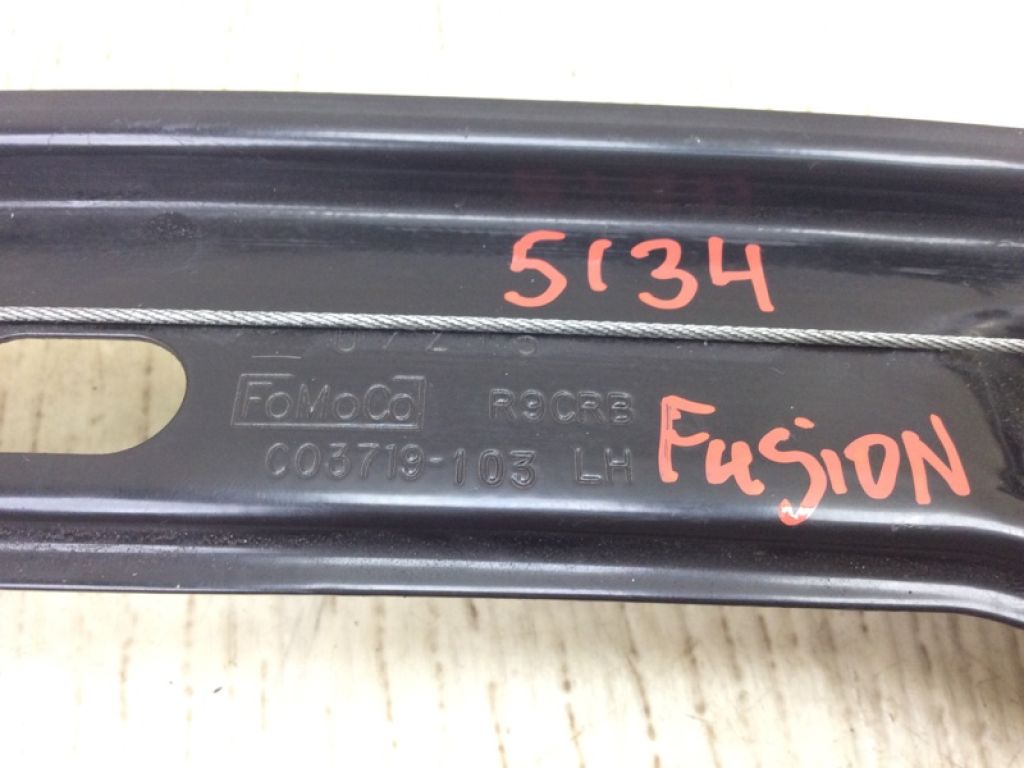 5134
FoMoCo R9CRB
C03719-103 LH
FUSION